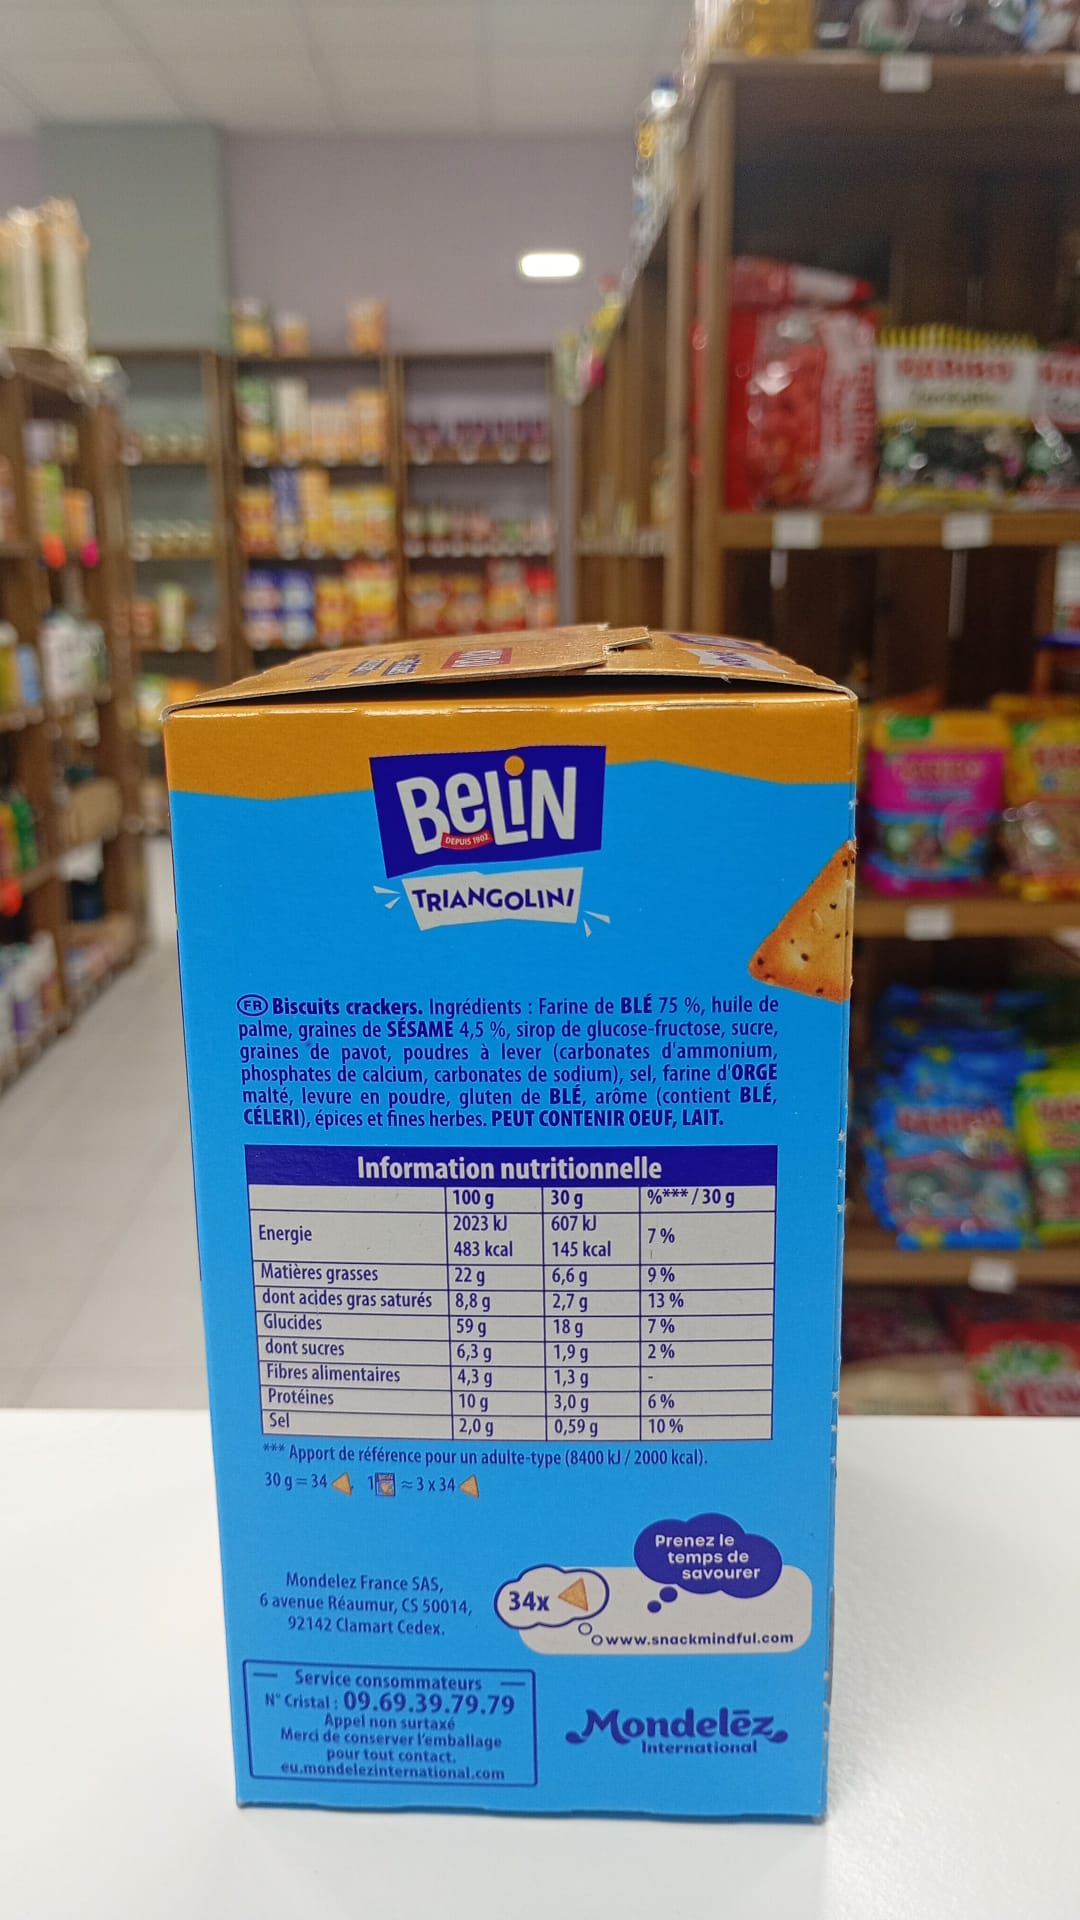 BELiN
DEPUIS 1902
TRIANGOLINI
FR Biscuits crackers. Ingrédients : Farine de BLÉ 75 %, huile de
palme, graines de SÉSAME 4,5 %, sirop de glucose-fructose, sucre,
graines de pavot, poudres à lever (carbonates d'ammonium,
phosphates de calcium, carbonates de sodium), sel, farine d'ORGE
malté, levure en poudre, gluten de BLÉ, arôme (contient BLÉ,
CÉLERI), épices et fines herbes. PEUT CONTENIR OEUF, LAIT.
Information nutritionnelle
100 g 30 g %*** / 30 g
Energie 2023 kJ 607 kJ 7 %
483 kcal 145 kcal
Matières grasses 22 g 6,6 g 9 %
dont acides gras saturés 8,8 g 2,7 g 13 %
Glucides 59 g 18 g 7 %
dont sucres 6,3 g 1,9 g 2 %
Fibres alimentaires 4,3 g 1,3 g -
Protéines 10 g 3,0 g 6 %
Sel 2,0 g 0,59 g 10 %
*** Apport de référence pour un adulte-type (8400 kJ / 2000 kcal).
30 g = 34 1 ≈ 3 x 34
Prenez le
temps de
savourer
34x
www.snackmindful.com
Mondelez France SAS,
6 avenue Réaumur, CS 50014,
92142 Clamart Cedex.
Service consommateurs
N° Cristal : 09.69.39.79.79
Appel non surtaxé
Merci de conserver l'emballage
pour tout contact.
eu.mondelezinternational.com
Mondelēz
International